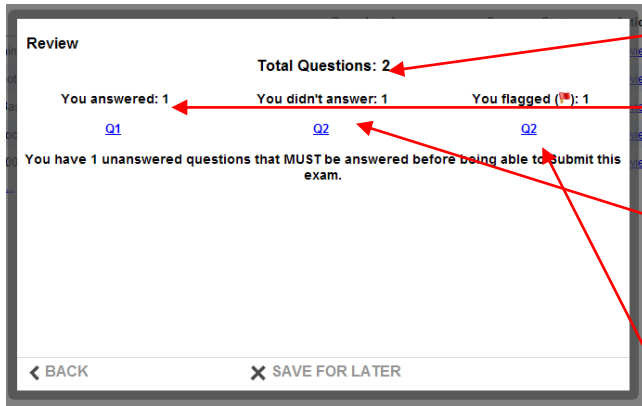 Review
Total Questions: 2
You answered: 1 You didn't answer: 1 You flagged (🚩): 1
Q1 Q2 Q2
You have 1 unanswered questions that MUST be answered before being able to Submit this
exam.
BACK SAVE FOR LATER